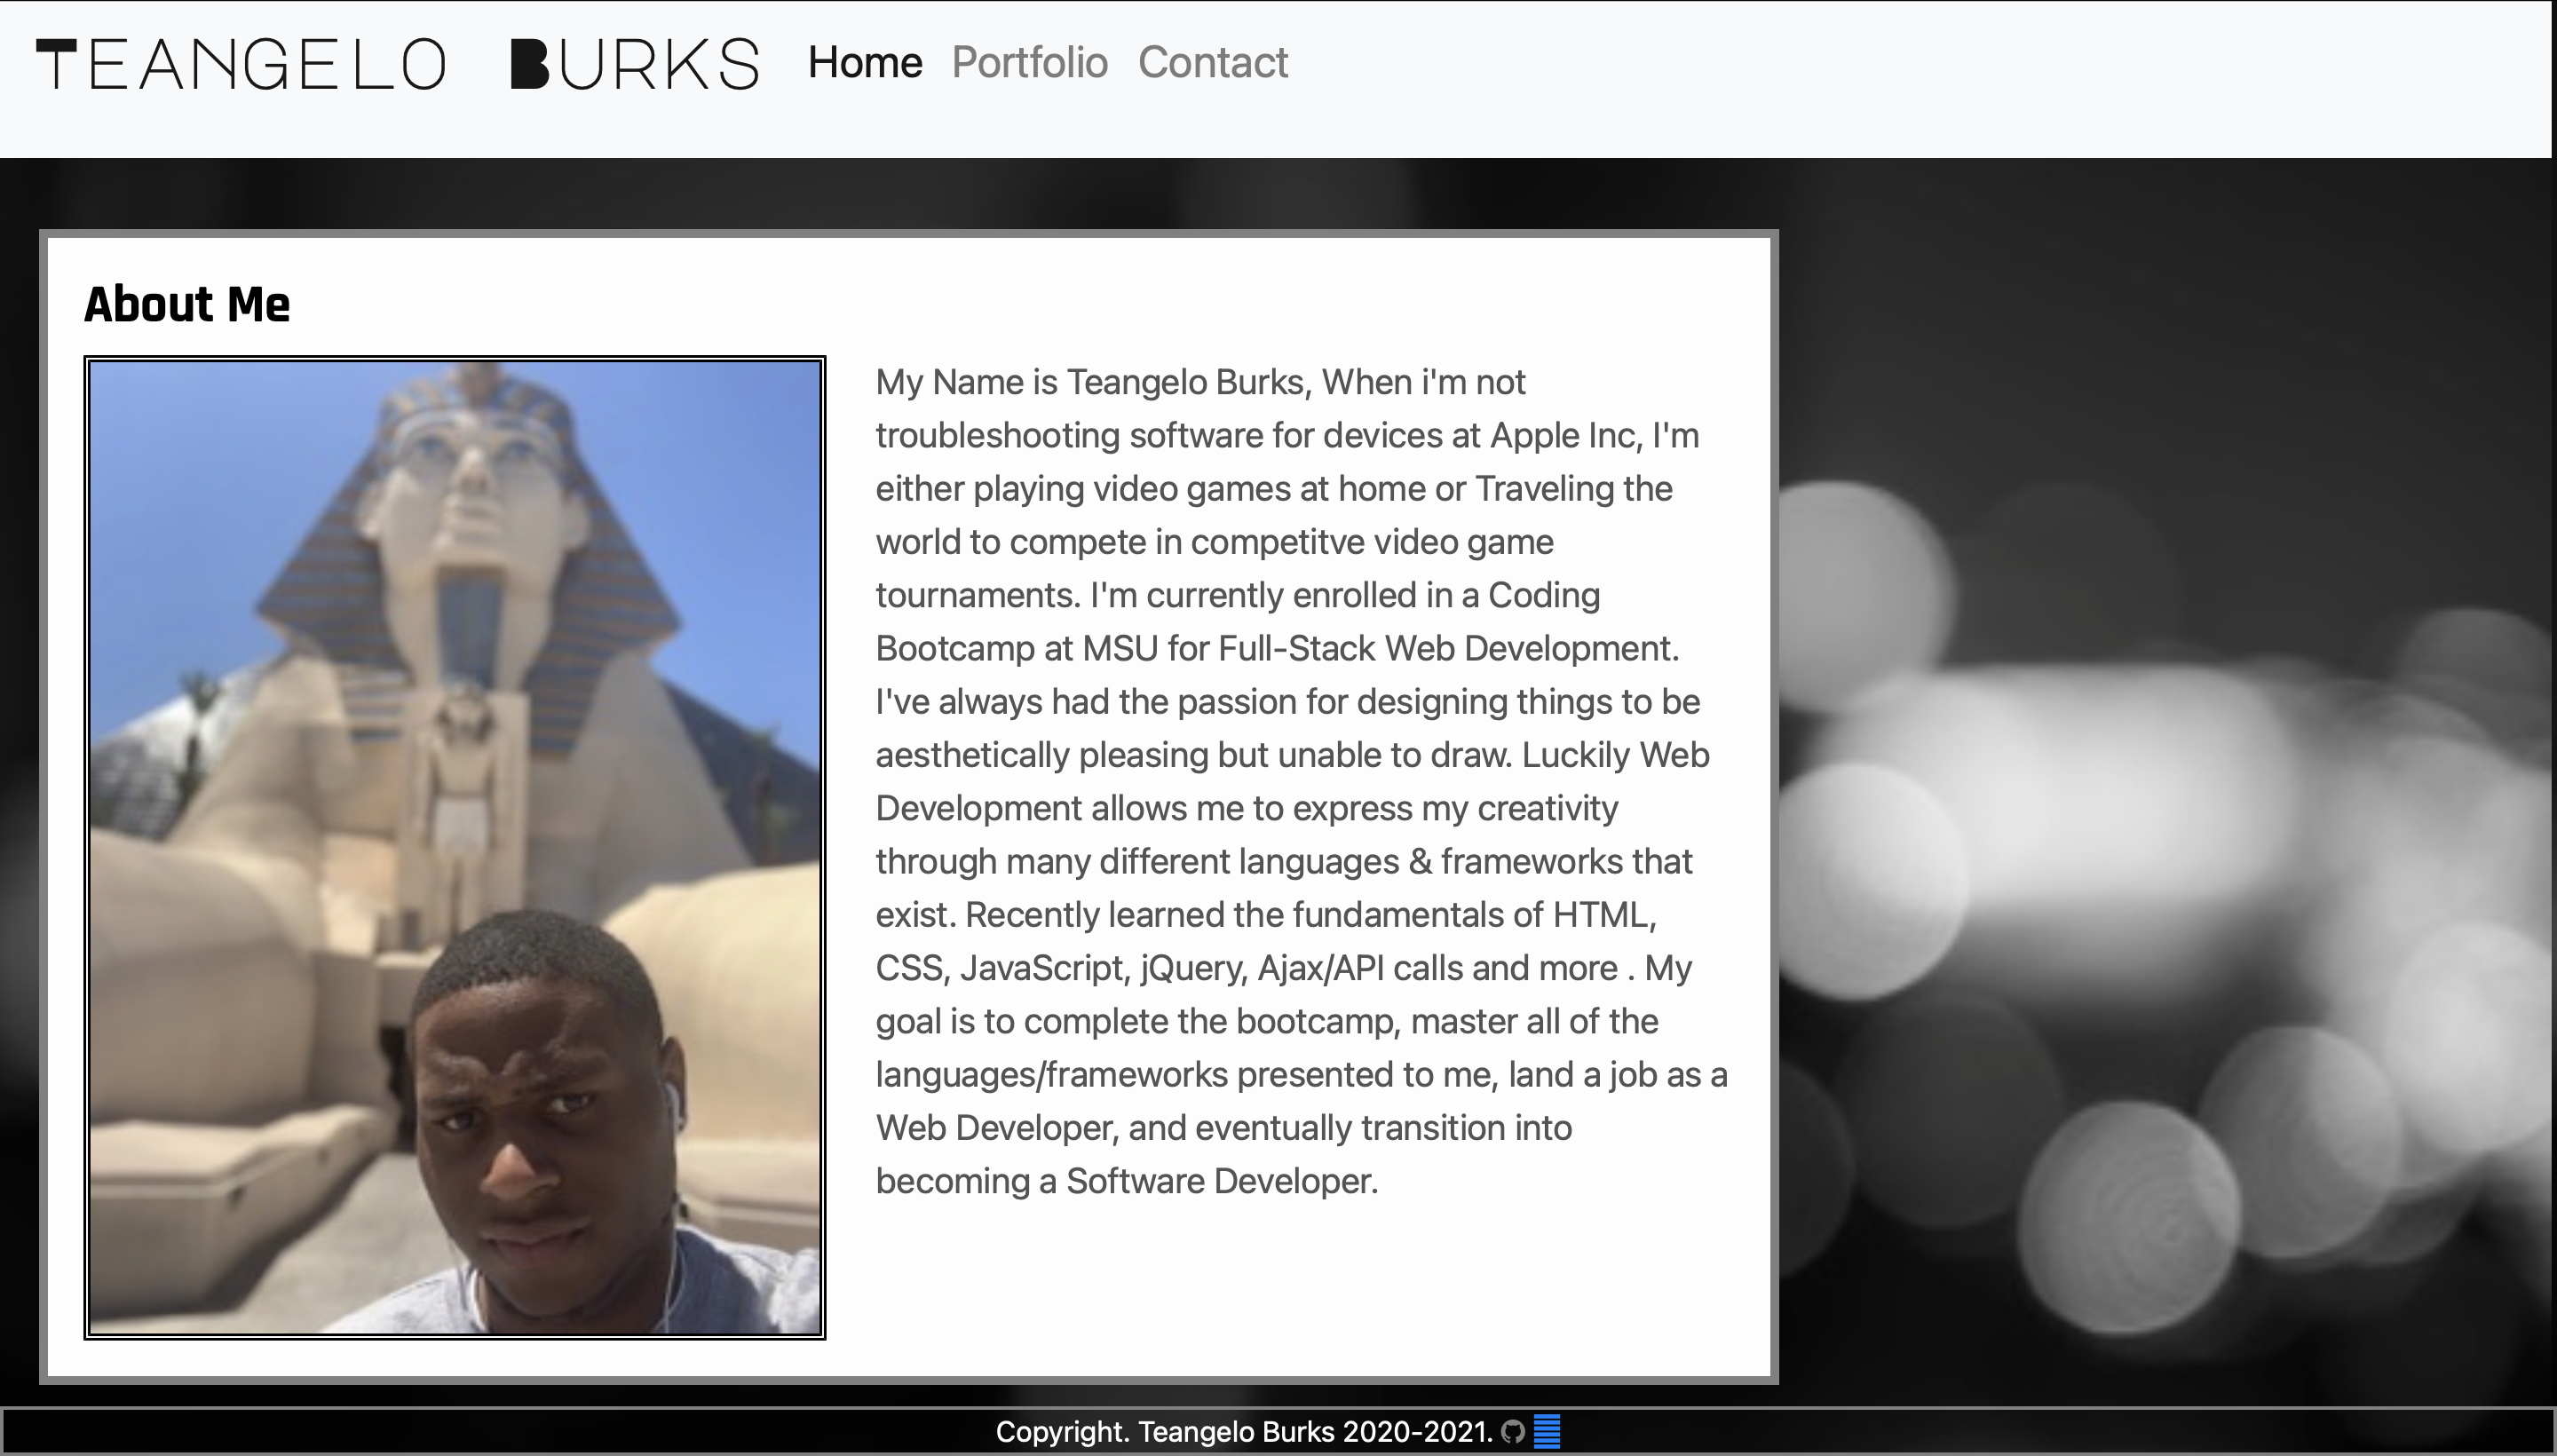 TEANGELO BURKS Home Portfolio Contact
About Me
My Name is Teangelo Burks, When i'm not
troubleshooting software for devices at Apple Inc, I'm
either playing video games at home or Traveling the
world to compete in competitve video game
tournaments. I'm currently enrolled in a Coding
Bootcamp at MSU for Full-Stack Web Development.
I've always had the passion for designing things to be
aesthetically pleasing but unable to draw. Luckily Web
Development allows me to express my creativity
through many different languages & frameworks that
exist. Recently learned the fundamentals of HTML,
CSS, JavaScript, jQuery, Ajax/API calls and more . My
goal is to complete the bootcamp, master all of the
languages/frameworks presented to me, land a job as a
Web Developer, and eventually transition into
becoming a Software Developer.
Copyright. Teangelo Burks 2020-2021.